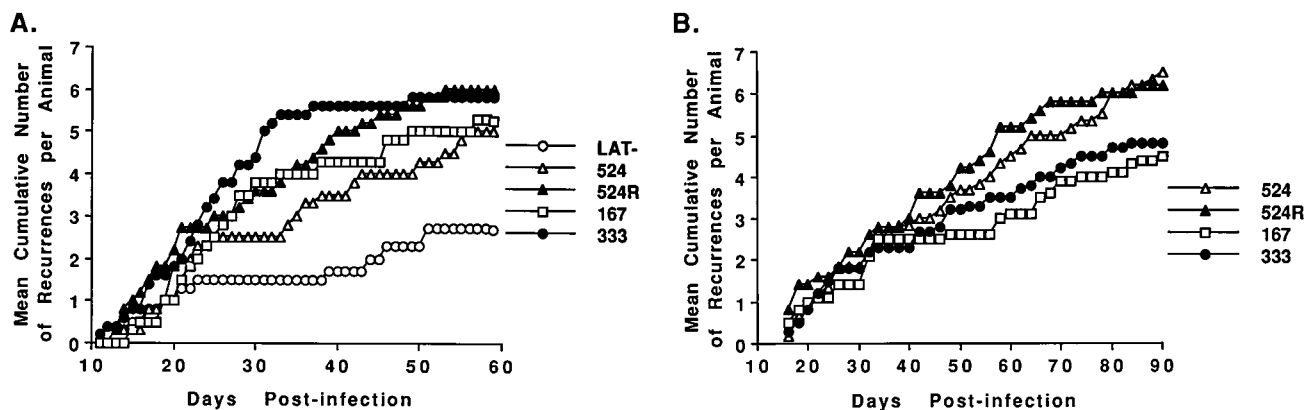 A.
Mean Cumulative Number
of Recurrences per Animal
7
6
5
4
3
2
1
0
10 20 30 40 50 60
Days Post-infection
LAT-
524
524R
167
333
B.
Mean Cumulative Number
of Recurrences per Animal
7
6
5
4
3
2
1
0
10 20 30 40 50 60 70 80 90
Days Post-infection
524
524R
167
333